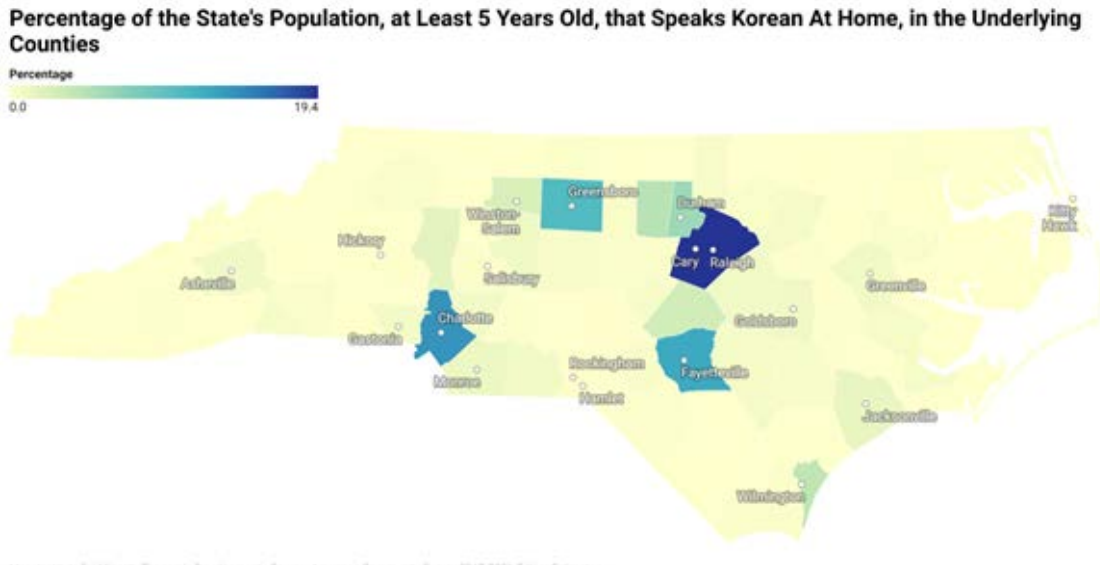 Percentage of the State's Population, at Least 5 Years Old, that Speaks Korean At Home, in the Underlying
Counties
Percentage
0.0 19.4
Greensboro
Durham
Winston-
Salem
Kitty
Hawk
Hickory
Cary Raleigh
Asheville
Salisbury
Greenville
Charlotte
Goldsboro
Gastonia
Rockingham
Fayetteville
Monroe
Hamlet
Jacksonville
Wilmington